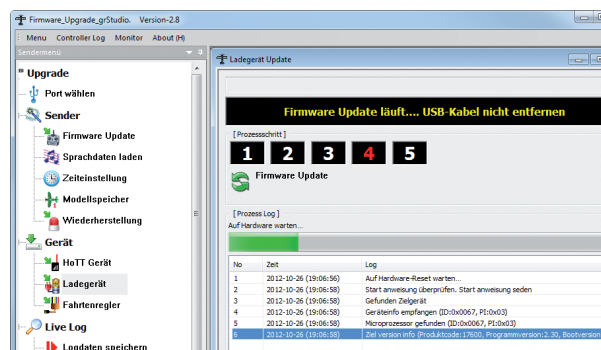 Firmware_Upgrade_grStudio. Version-2.8
Menu Controller Log Monitor About (H)
Sendermenü
Upgrade
Port wählen
Sender
Firmware Update
Sprachdaten laden
Zeiteinstellung
Modellspeicher
Wiederherstellung
Gerät
HoTT Gerät
Ladegerät
Fahrtenregler
Live Log
Logdaten speichern
Ladegerät Update
Firmware Update läuft.... USB-Kabel nicht entfernen
[ Prozessschritt ]
1 2 3 4 5
Firmware Update
[ Prozess Log ]
Auf Hardware warten...
No Zeit Log
1 2012-10-26 (19:06:56) Auf Hardware-Reset warten...
2 2012-10-26 (19:06:58) Start anweisung überprüfen. Start anweisung seden
3 2012-10-26 (19:06:58) Gefunden Zielgerät
4 2012-10-26 (19:06:58) Geräteinfo empfangen (ID:0x0067, PI:0x03)
5 2012-10-26 (19:06:58) Microprozessor gefunden (ID:0x0067, PI:0x03)
6 2012-10-26 (19:06:58) Ziel version info (Produktcode:17600, Programmversion:2.30, Bootversion